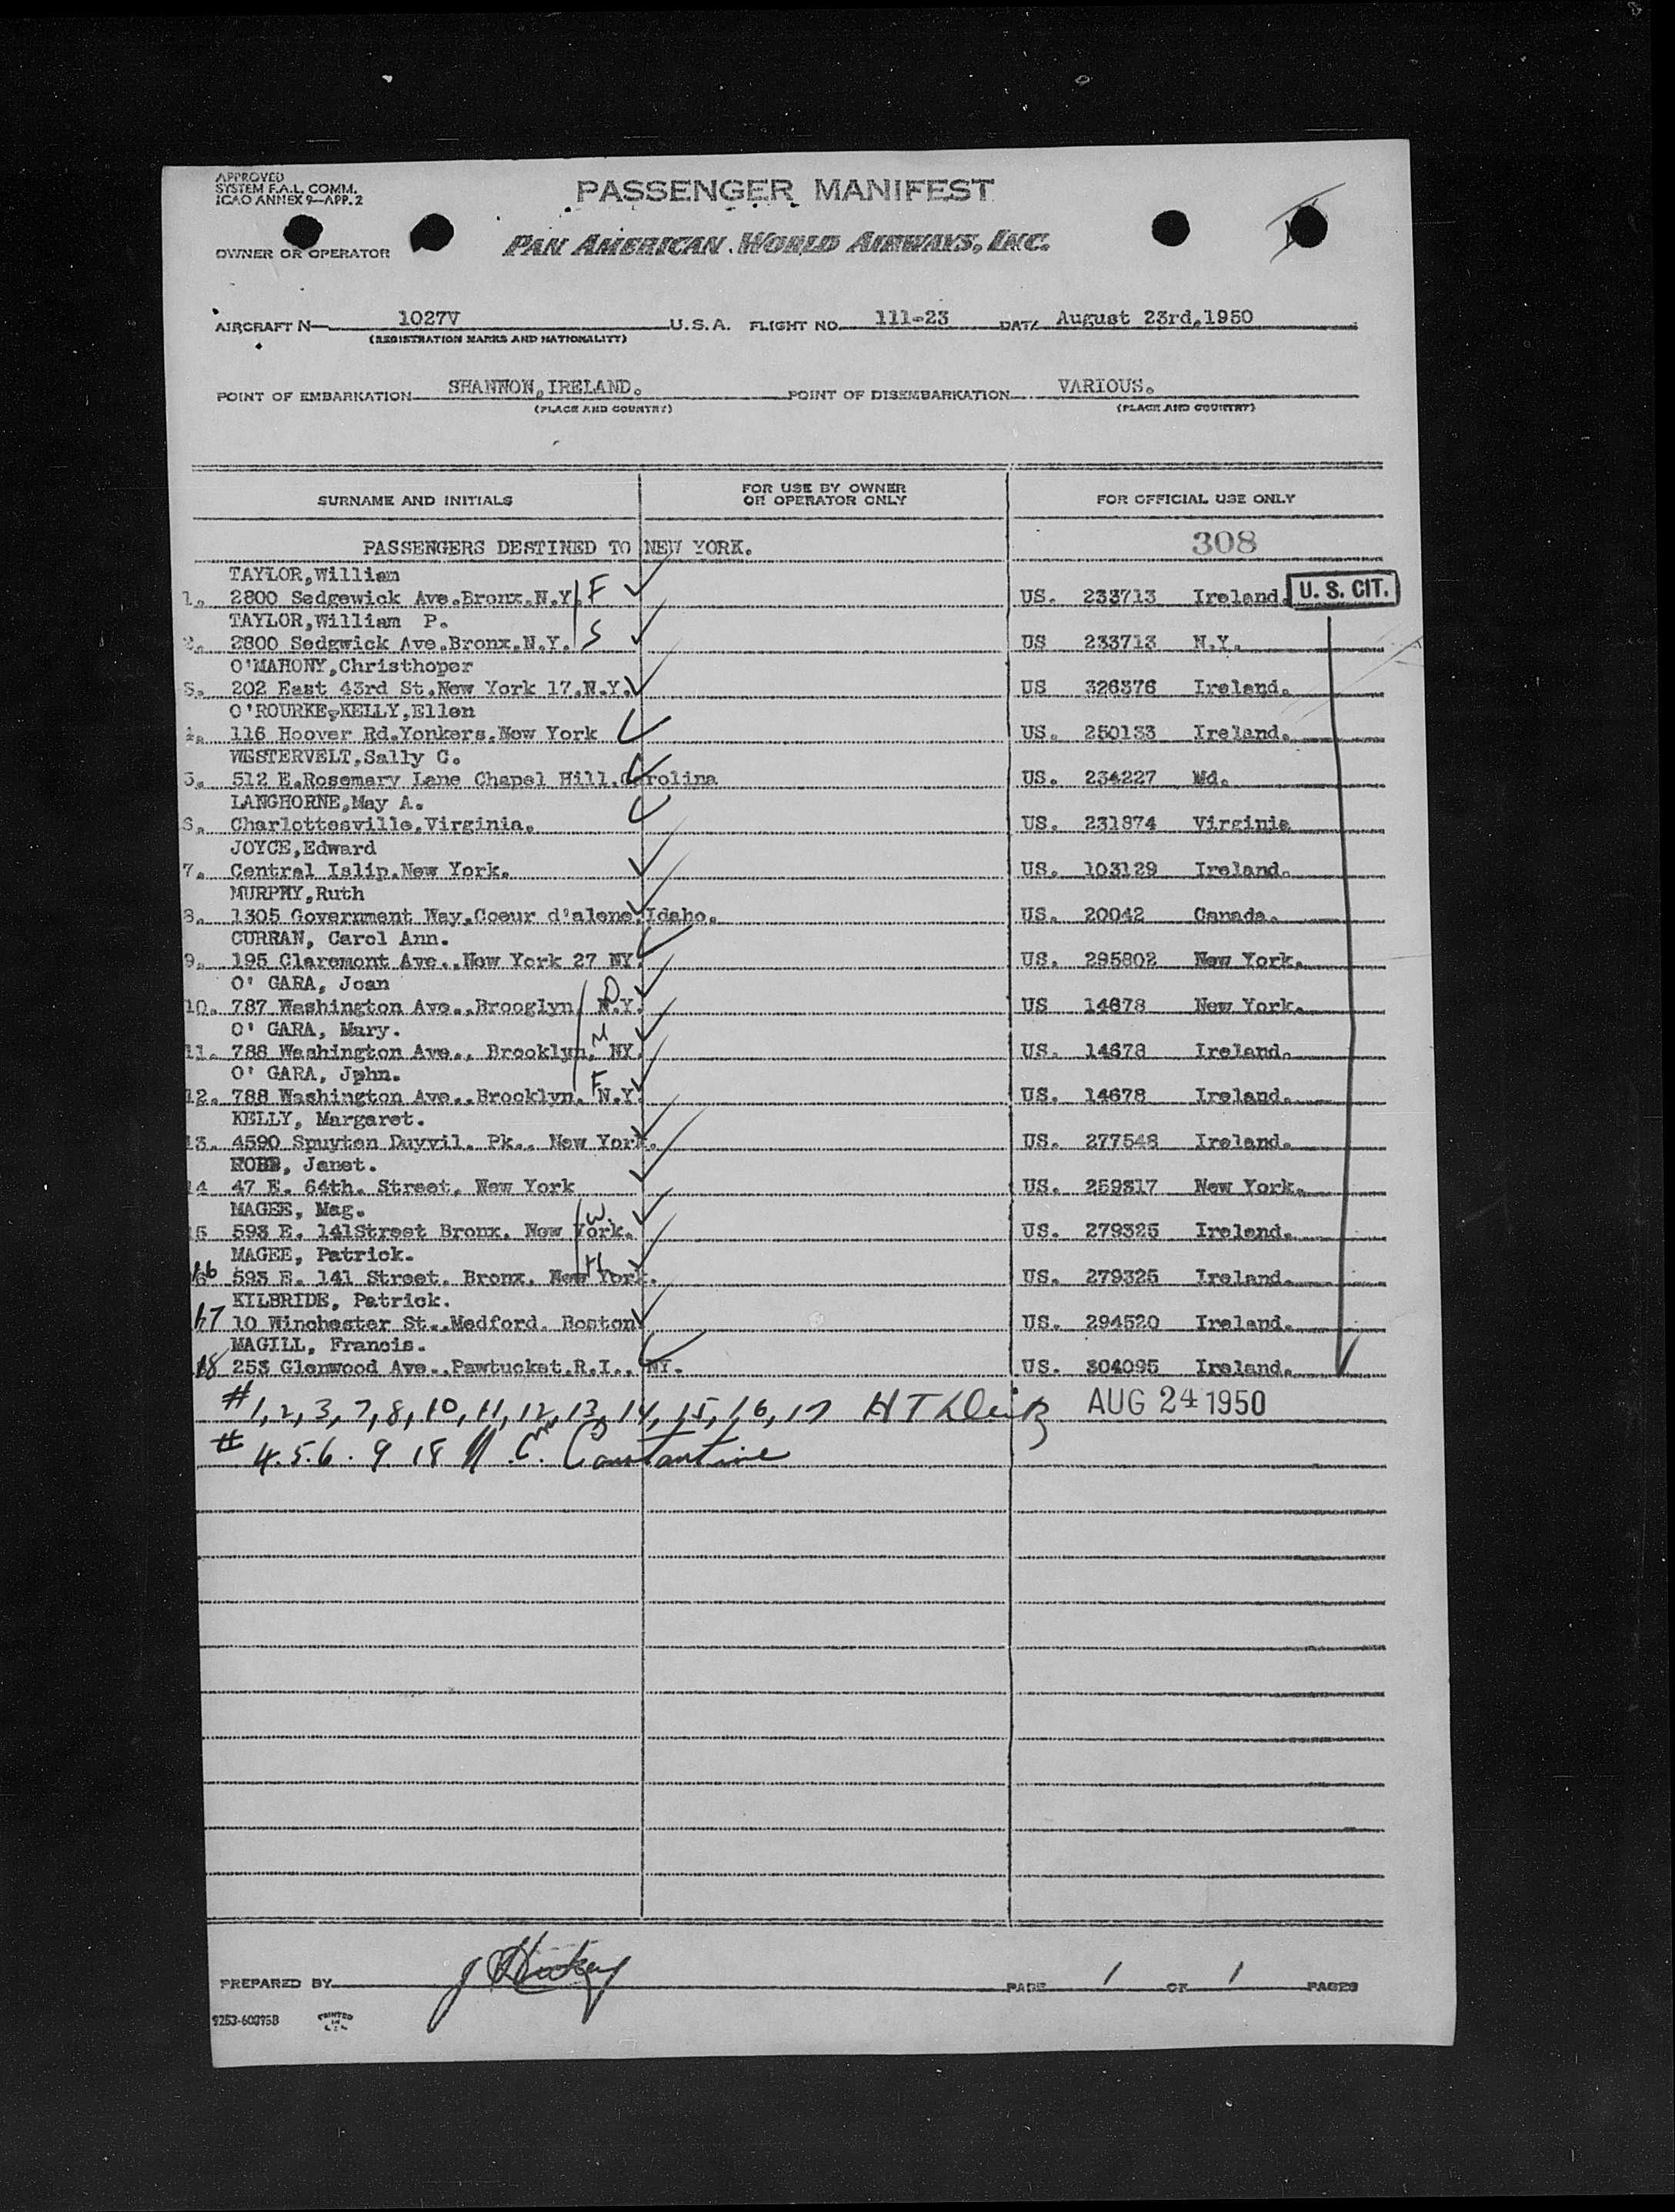 APPROVED
SYSTEM F.A.L. COMM.
ICAO ANNEX 9—APP. 2
PASSENGER MANIFEST
OWNER OR OPERATOR
PAN AMERICAN WORLD AIRWAYS, INC.
AIRCRAFT N— 1027V U.S.A. FLIGHT NO. 111-23 DATE August 23rd,1950
(REGISTRATION MARKS AND NATIONALITY)
POINT OF EMBARKATION SHANNON,IRELAND. POINT OF DISEMBARKATION VARIOUS.
(PLACE AND COUNTRY) (PLACE AND COUNTRY)
SURNAME AND INITIALS FOR USE BY OWNER OR OPERATOR ONLY FOR OFFICIAL USE ONLY
PASSENGERS DESTINED TO NEW YORK. 308
TAYLOR,William
1. 2800 Sedgewick Ave.Bronx.N.Y. F US. 233713 Ireland. U. S. CIT.
TAYLOR,William P.
2. 2800 Sedgwick Ave.Bronx.N.Y. S US 233713 N.Y.
O'MAHONY,Christhoper
3. 202 East 43rd St.New York 17.N.Y. US 326376 Ireland.
O'ROURKE,KELLY,Ellen
4. 116 Hoover Rd.Yonkers.New York US. 250133 Ireland.
WESTERVELT,Sally C.
5. 512 E.Rosemary Lane Chapel Hill.Carolina US. 234227 Md.
LANGHORNE,May A.
6. Charlottesville.Virginia. US. 231874 Virginia
JOYCE,Edward
7. Central Islip.New York. US. 103129 Ireland.
MURPHY,Ruth
8. 1305 Government Way.Coeur d'alene.Idaho. US. 20042 Canada.
CURRAN, Carol Ann.
9. 195 Claremont Ave..New York 27 NY. US. 295802 New York.
O' GARA, Joan
10. 787 Washington Ave..Brooglyn. N.Y. D US 14678 New York.
O' GARA, Mary.
11. 788 Washington Ave.. Brooklyn. NY. M US. 14678 Ireland.
O' GARA, Jphn.
12. 788 Washington Ave..Brooklyn. N.Y. F US. 14678 Ireland.
KELLY, Margaret.
13. 4590 Spuyten Duyvil. Pk.. New York. US. 277548 Ireland.
ROBB, Janet.
14 47 E. 64th. Street. New York US. 259317 New York.
MAGEE, Mag.
15 593 E. 141Street Bronx. New York. W US. 279325 Ireland.
MAGEE, Patrick.
16 593 E. 141 Street. Bronx. New York. H US. 279325 Ireland.
KILBRIDE, Patrick.
17 10 Winchester St..Medford. Boston US. 294520 Ireland.
MAGILL, Francis.
18 253 Glenwood Ave..Pawtucket.R.I.. NY. US. 304095 Ireland.
#1, 2, 3, 7, 8, 10, 11, 12, 13, 14, 15, 16, 17 H T AUG 24 1950
# 4. 5. 6. 9. 18 Constantine
PREPARED BY J Hickey PAGE 1 OF 1 PAGES
9253-60075B PRINTED IN